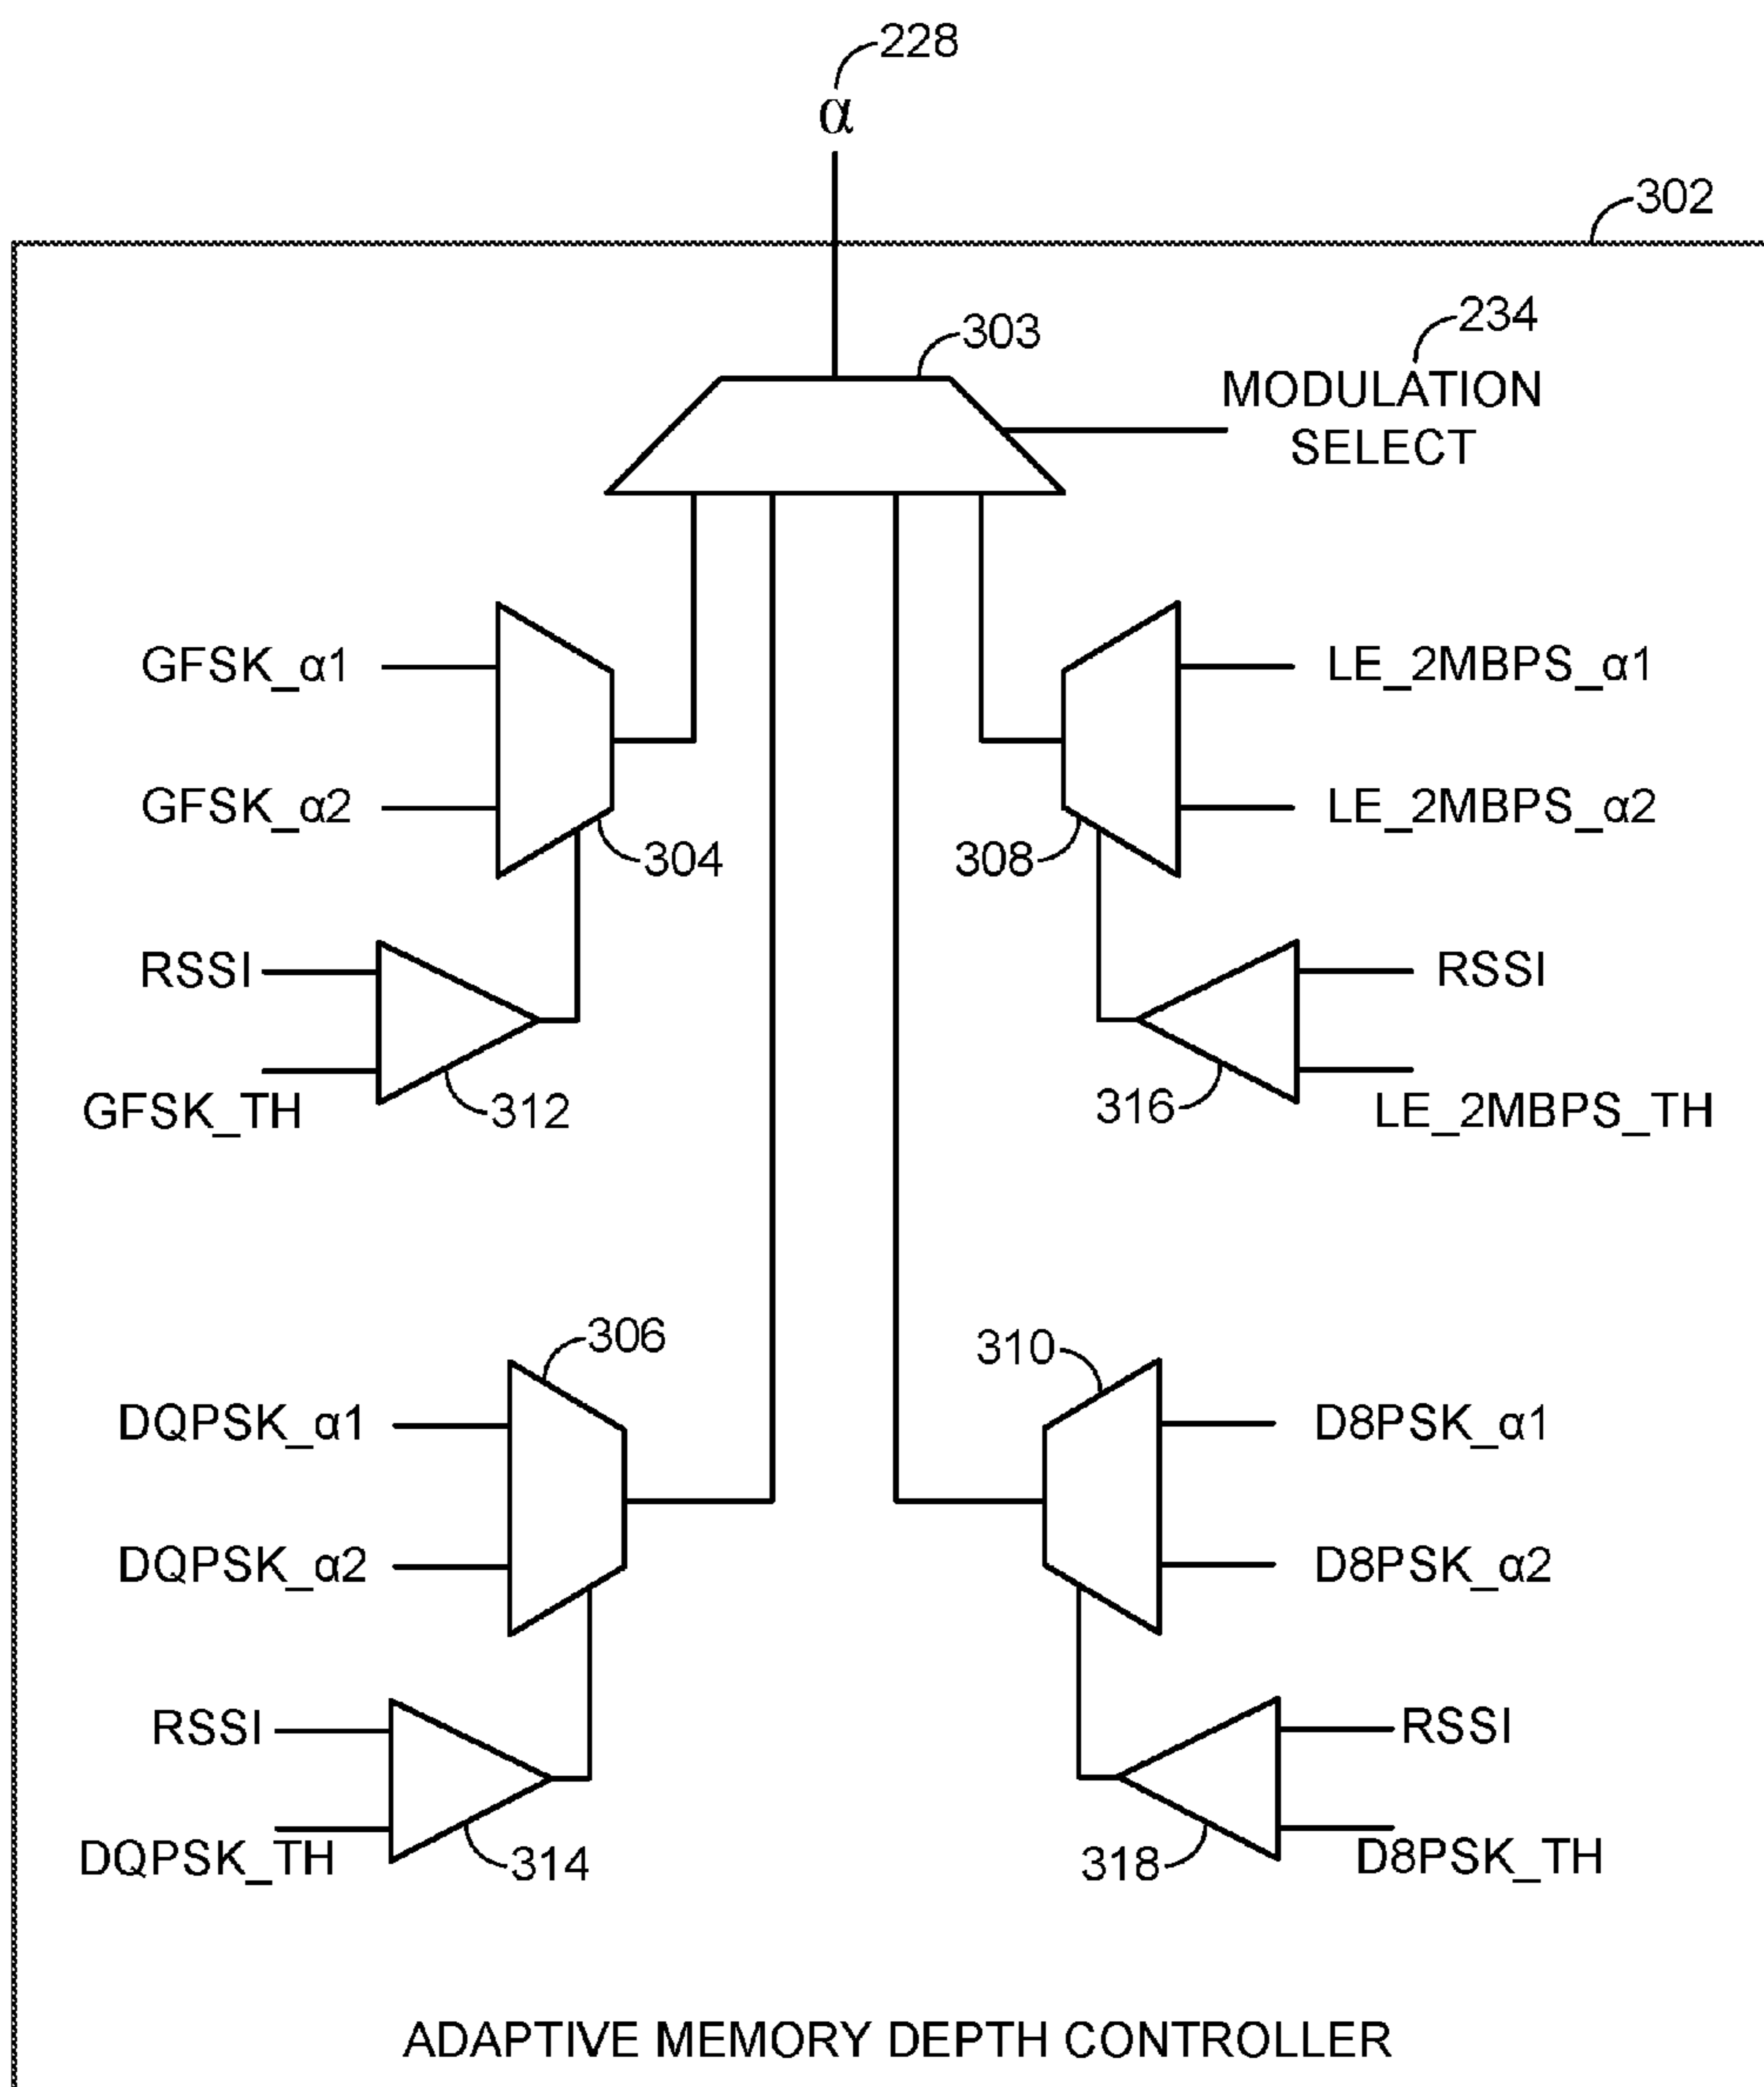 228
α
302
303
234
MODULATION
SELECT
GFSK_α1
LE_2MBPS_α1
GFSK_α2
LE_2MBPS_α2
304
308
RSSI
RSSI
GFSK_TH
312
316
LE_2MBPS_TH
306
310
DQPSK_α1
D8PSK_α1
DQPSK_α2
D8PSK_α2
RSSI
RSSI
DQPSK_TH
314
318
D8PSK_TH
ADAPTIVE MEMORY DEPTH CONTROLLER